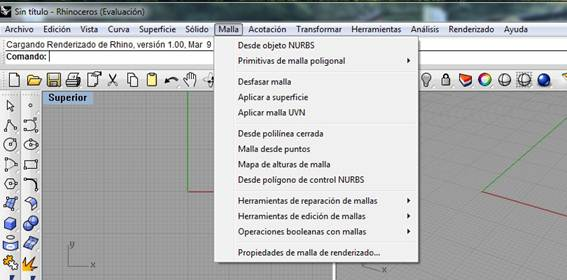 Sin título - Rhinoceros (Evaluación)
Archivo Edición Vista Curva Superficie Sólido Malla Acotación Transformar Herramientas Análisis Renderizado Ayuda
Cargando Renderizado de Rhino, versión 1.00, Mar 9
Comando:
Superior
Desde objeto NURBS
Primitivas de malla poligonal
Desfasar malla
Aplicar a superficie
Aplicar malla UVN
Desde polilínea cerrada
Malla desde puntos
Mapa de alturas de malla
Desde polígono de control NURBS
Herramientas de reparación de mallas
Herramientas de edición de mallas
Operaciones booleanas con mallas
Propiedades de malla de renderizado...
y
x
x